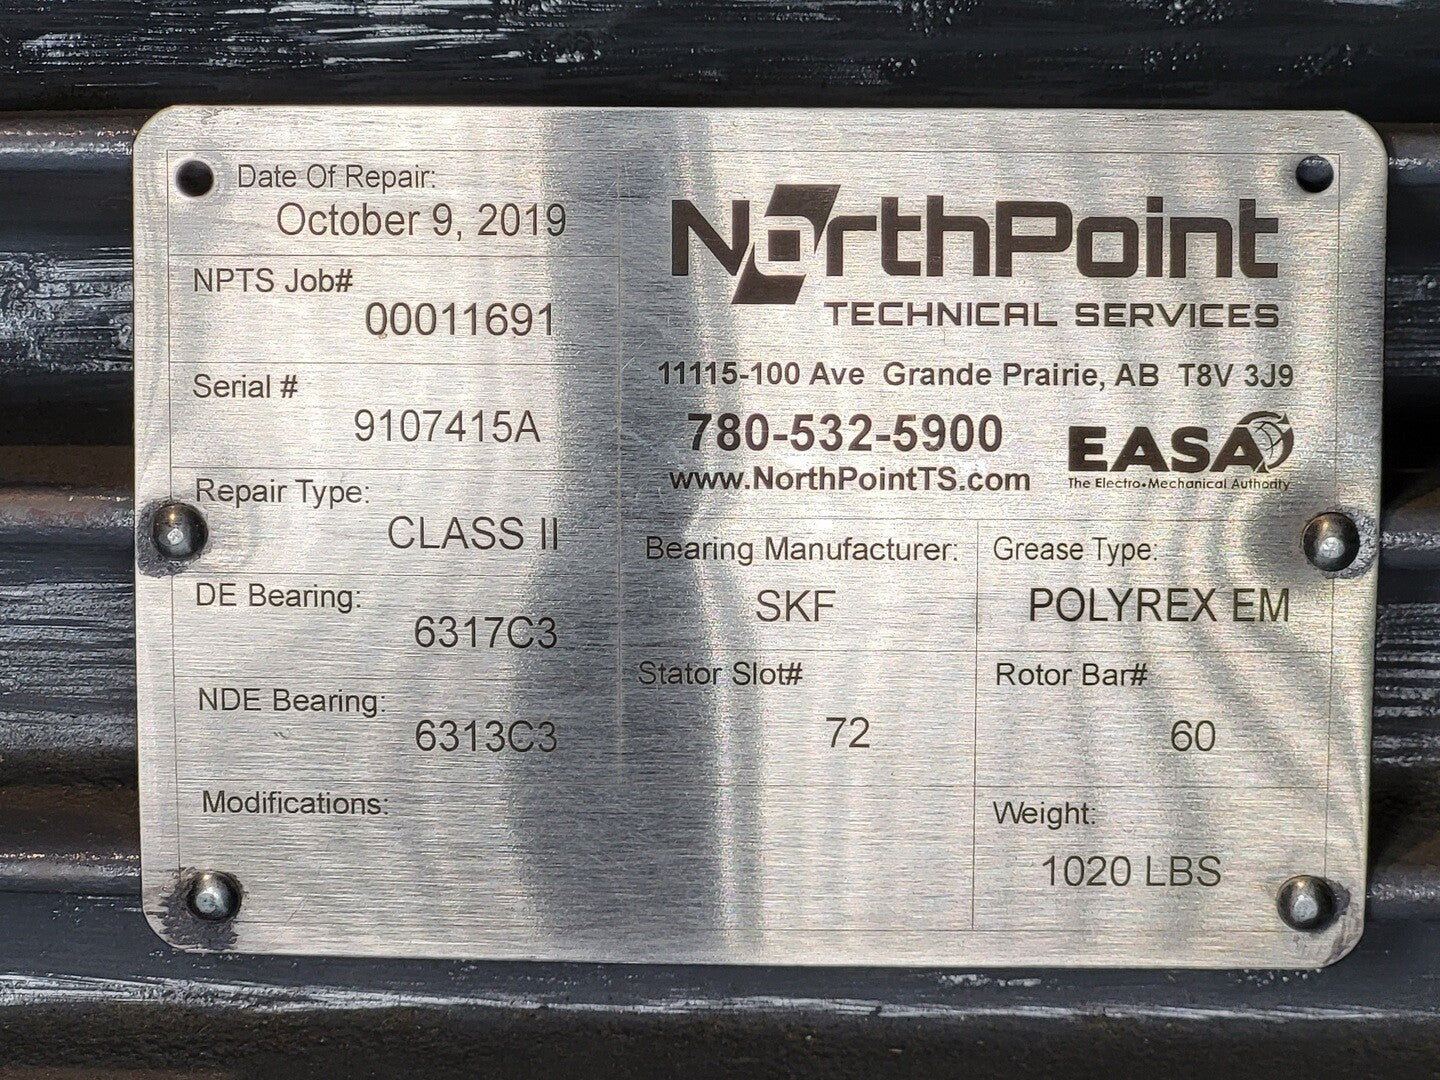 Date Of Repair:
October 9, 2019
NPTS Job#
00011691
Serial #
9107415A
Repair Type:
CLASS II
DE Bearing:
6317C3
NDE Bearing:
6313C3
Modifications:
NorthPoint
TECHNICAL SERVICES
11115-100 Ave Grande Prairie, AB T8V 3J9
780-532-5900
www.NorthPointTS.com
EASA
The Electro•Mechanical Authority
Bearing Manufacturer:
SKF
Grease Type:
POLYREX EM
Stator Slot#
72
Rotor Bar#
60
Weight:
1020 LBS